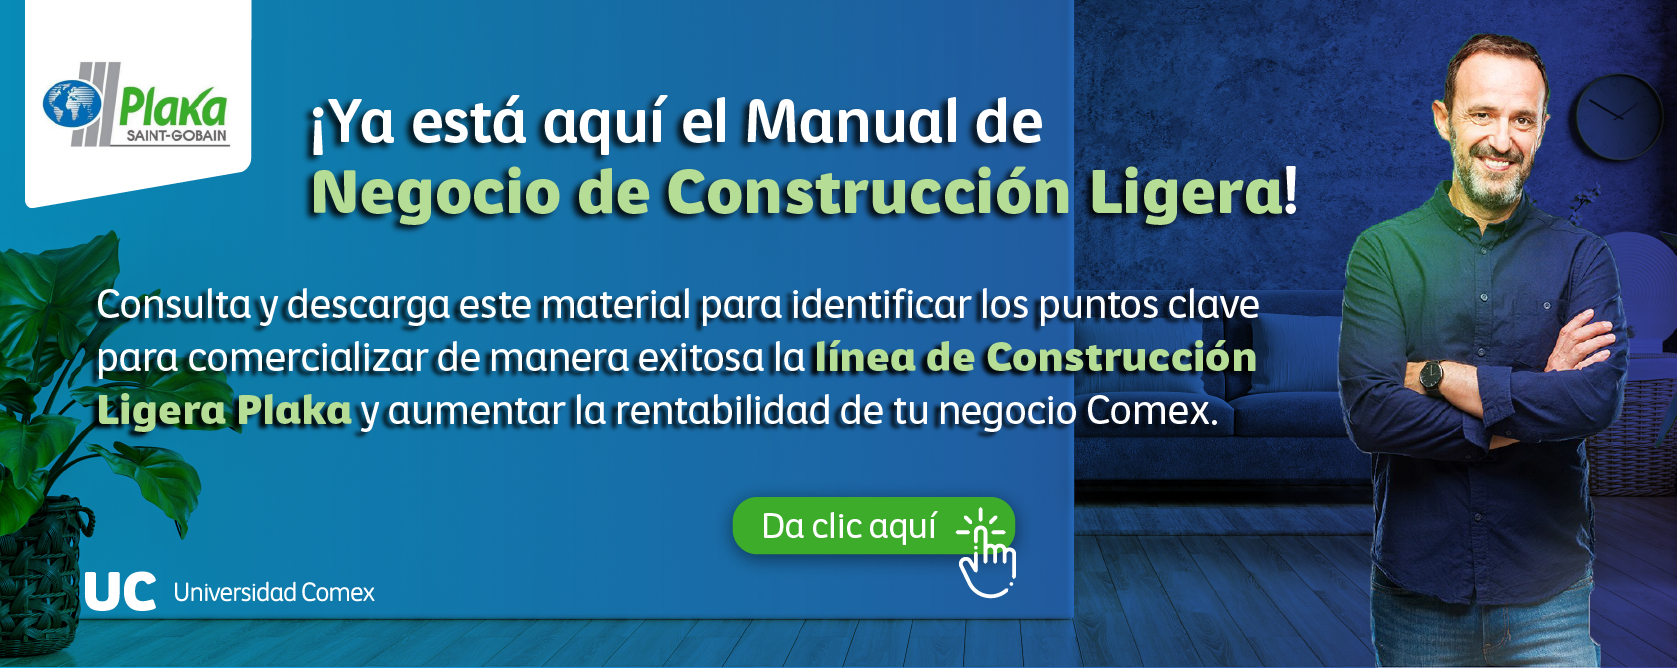 Plaka
SAINT-GOBAIN
¡Ya está aquí el Manual de
Negocio de Construcción Ligera!
Consulta y descarga este material para identificar los puntos clave
para comercializar de manera exitosa la línea de Construcción
Ligera Plaka y aumentar la rentabilidad de tu negocio Comex.
Da clic aquí
UC Universidad Comex